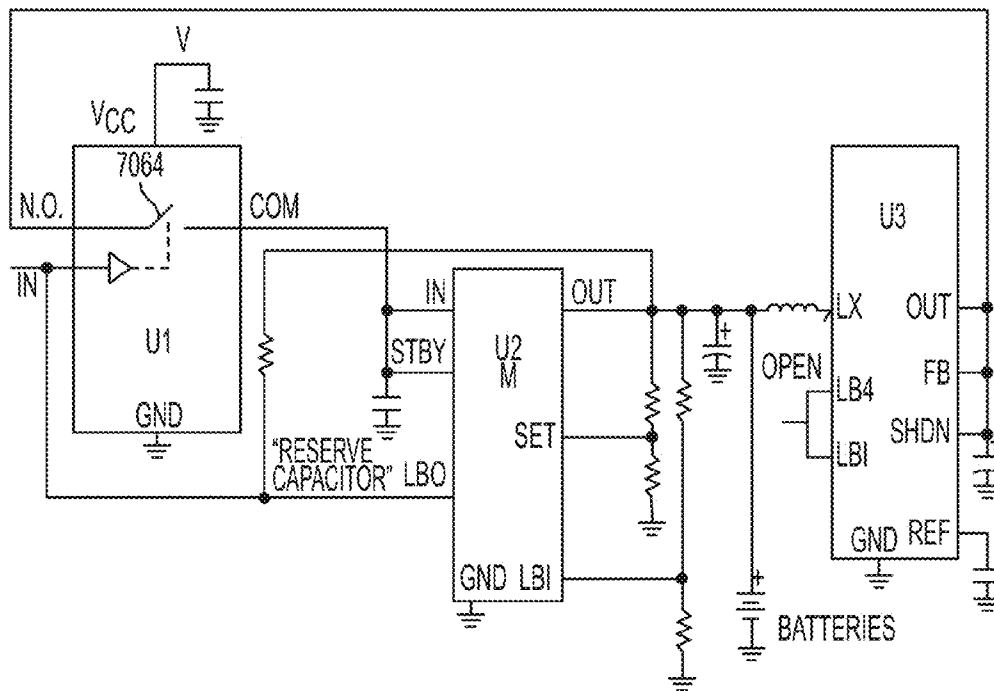 V
VCC
7064
N.O.
COM
IN
U1
GND
"RESERVE
CAPACITOR"
LBO
IN
STBY
U2
M
OUT
SET
GND
LBI
OPEN
BATTERIES
U3
LX
LB4
LBI
OUT
FB
SHDN
REF
GND
+
+